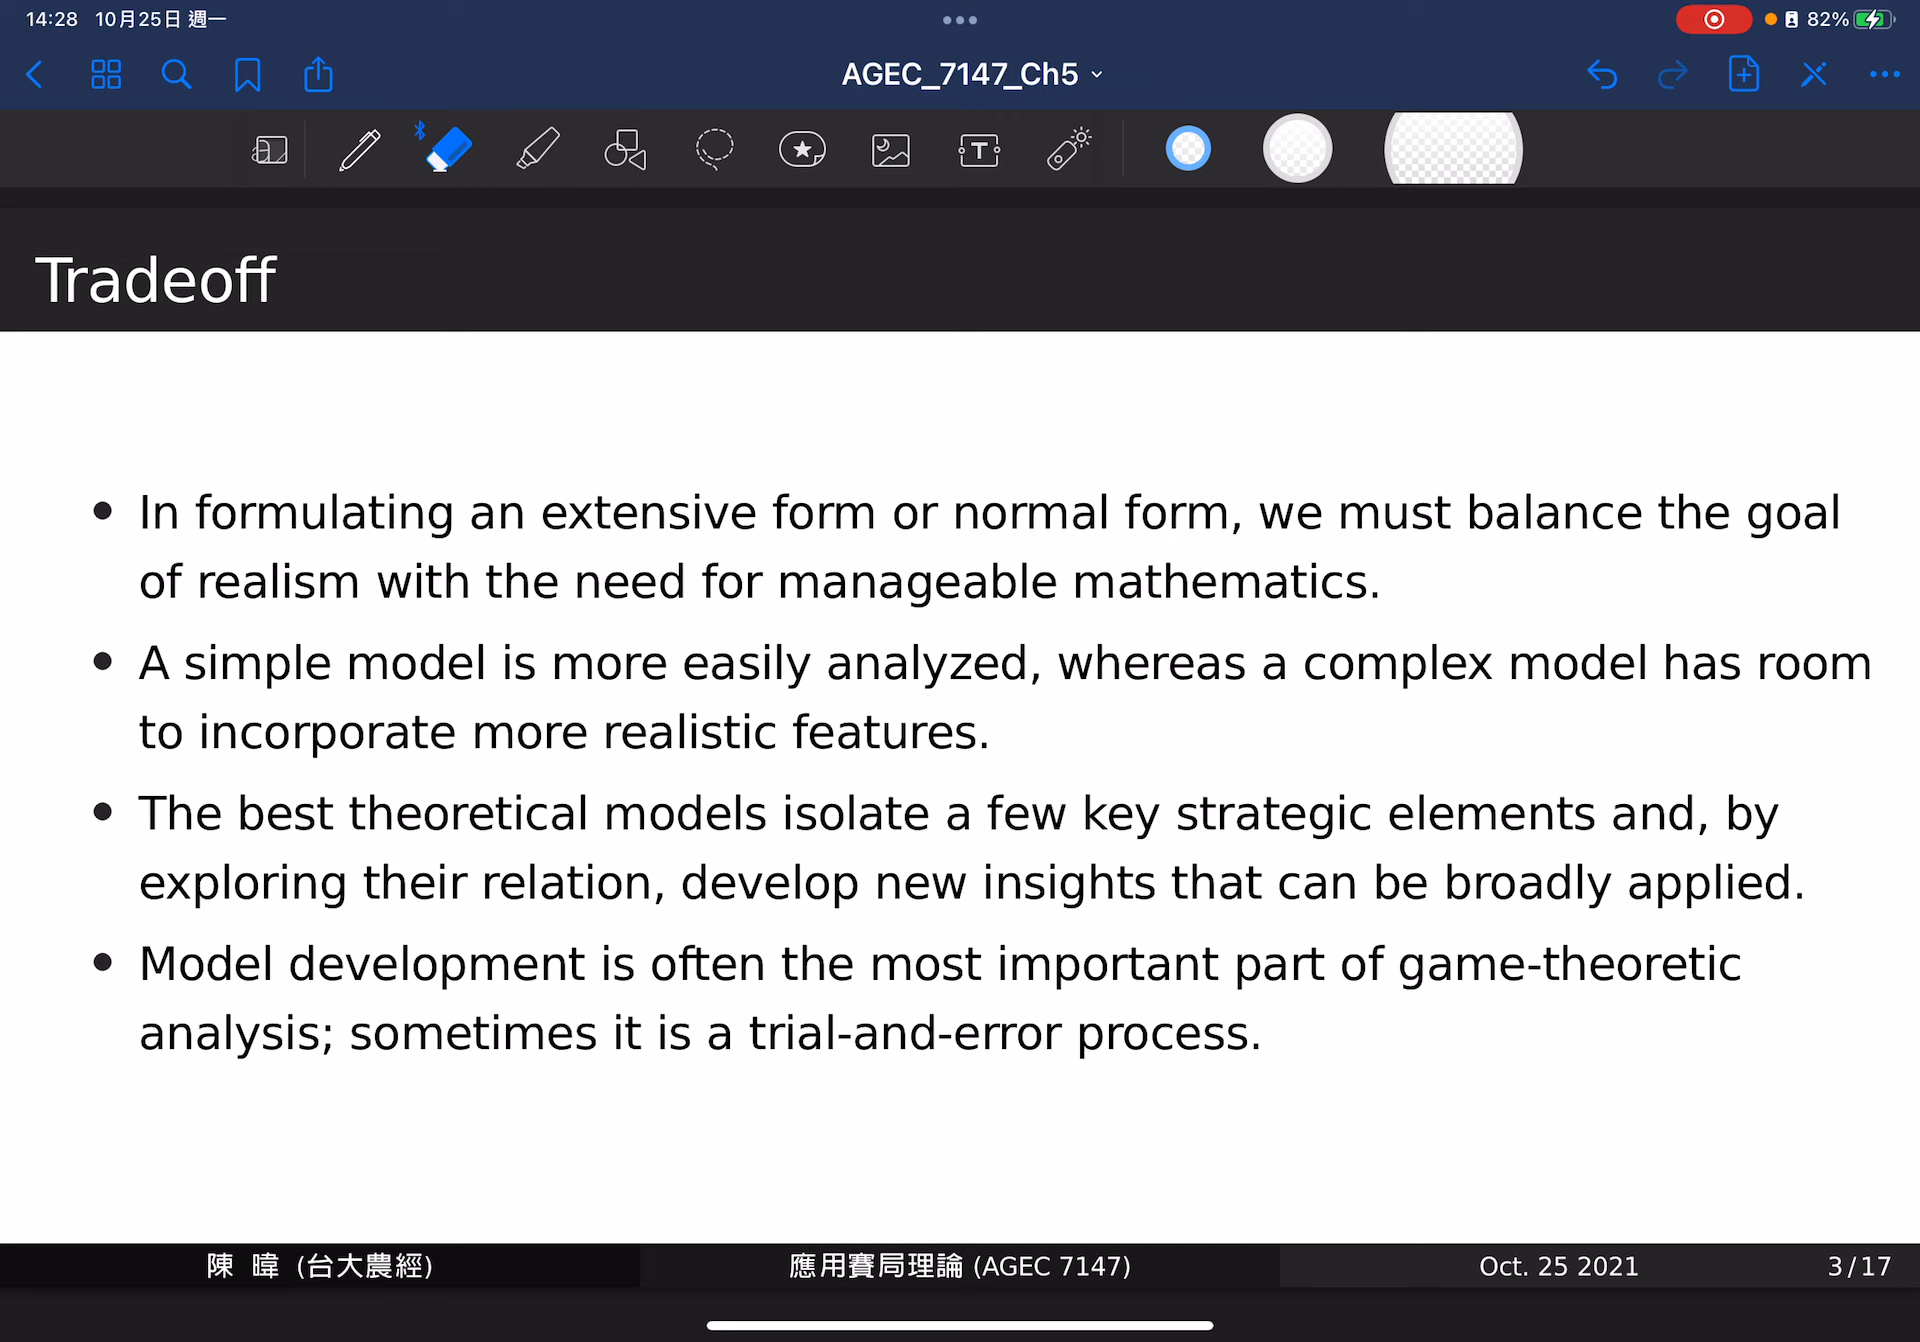 14:28 10月25日 週一
82%
AGEC_7147_Ch5
Tradeoff
• In formulating an extensive form or normal form, we must balance the goal
of realism with the need for manageable mathematics.
• A simple model is more easily analyzed, whereas a complex model has room
to incorporate more realistic features.
• The best theoretical models isolate a few key strategic elements and, by
exploring their relation, develop new insights that can be broadly applied.
• Model development is often the most important part of game-theoretic
analysis; sometimes it is a trial-and-error process.
陳 暐 (台大農經) 應用賽局理論 (AGEC 7147) Oct. 25 2021 3 / 17